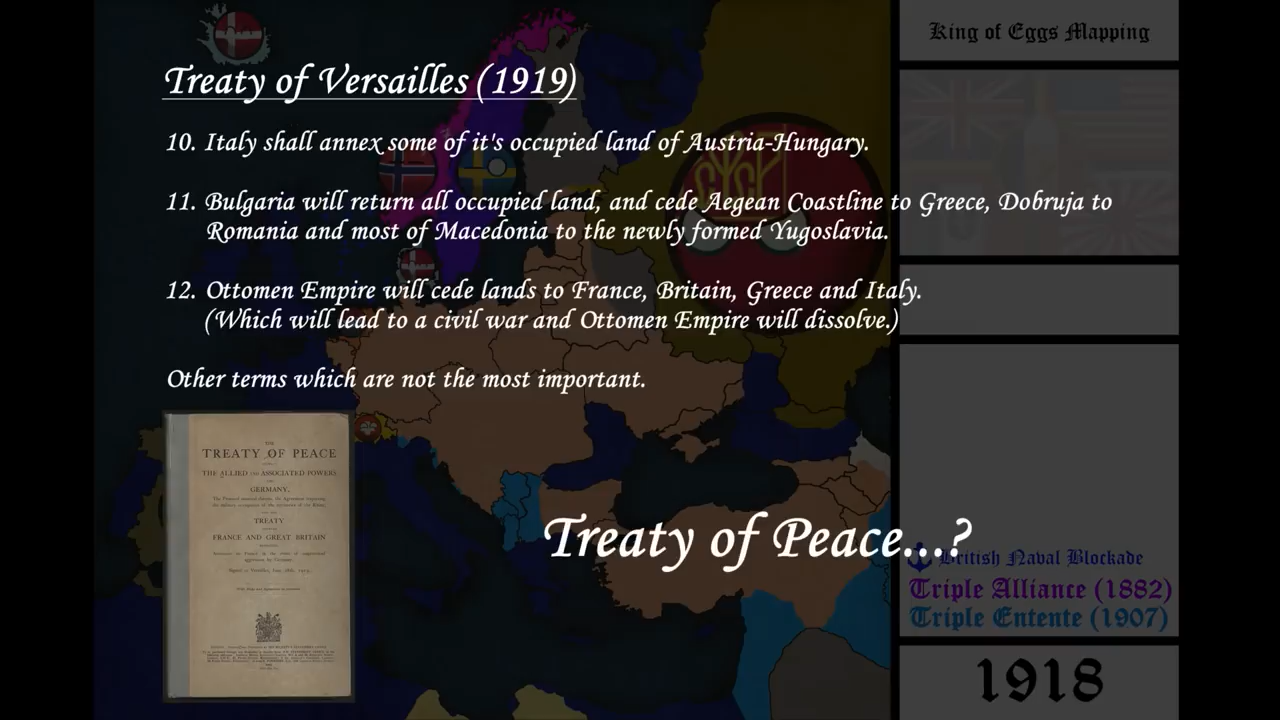 King of Eggs Mapping
Treaty of Versailles (1919)
10. Italy shall annex some of it's occupied land of Austria-Hungary.
11. Bulgaria will return all occupied land, and cede Aegean Coastline to Greece, Dobruja to
Romania and most of Macedonia to the newly formed Yugoslavia.
12. Ottomen Empire will cede lands to France, Britain, Greece and Italy.
(Which will lead to a civil war and Ottomen Empire will dissolve.)
Other terms which are not the most important.
THE
TREATY OF PEACE
THE ALLIED AND ASSOCIATED POWERS
GERMANY,
TREATY
FRANCE AND GREAT BRITAIN
Treaty of Peace...?
British Naval Blockade
Triple Alliance (1882)
Triple Entente (1907)
1918